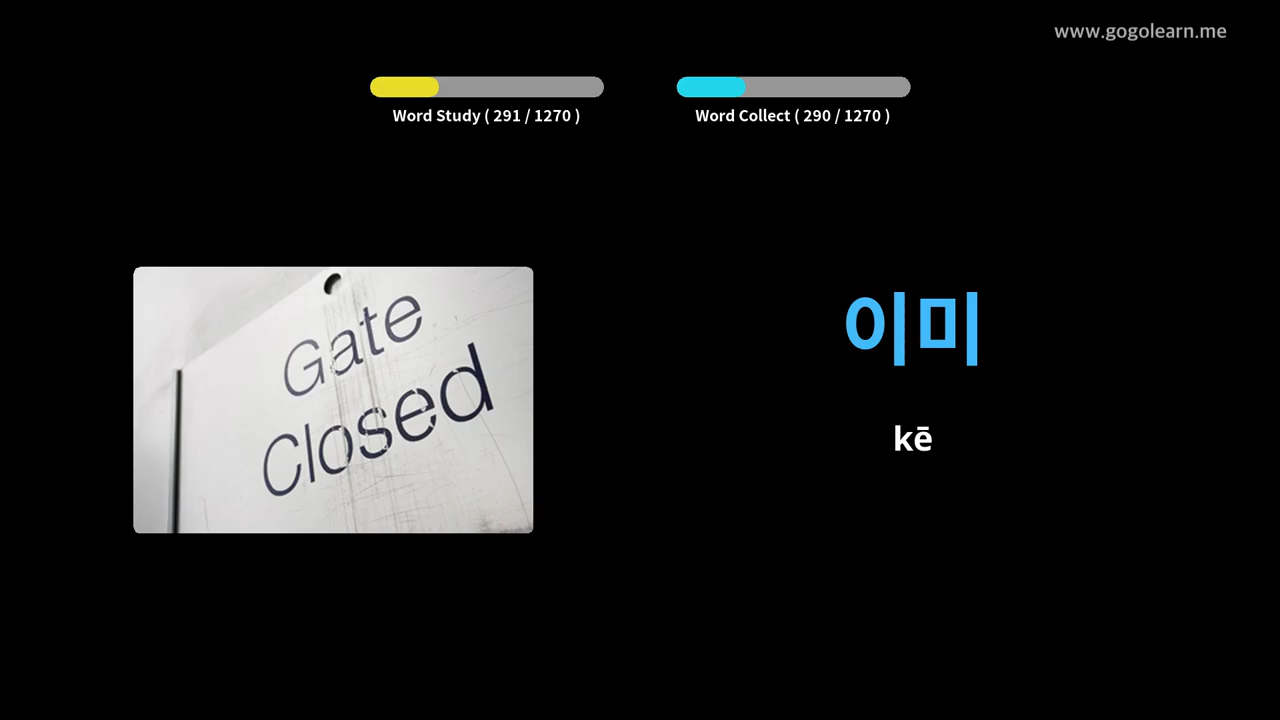 www.gogolearn.me
Word Study ( 291 / 1270 )
Word Collect ( 290 / 1270 )
Gate
Closed
이미
kē